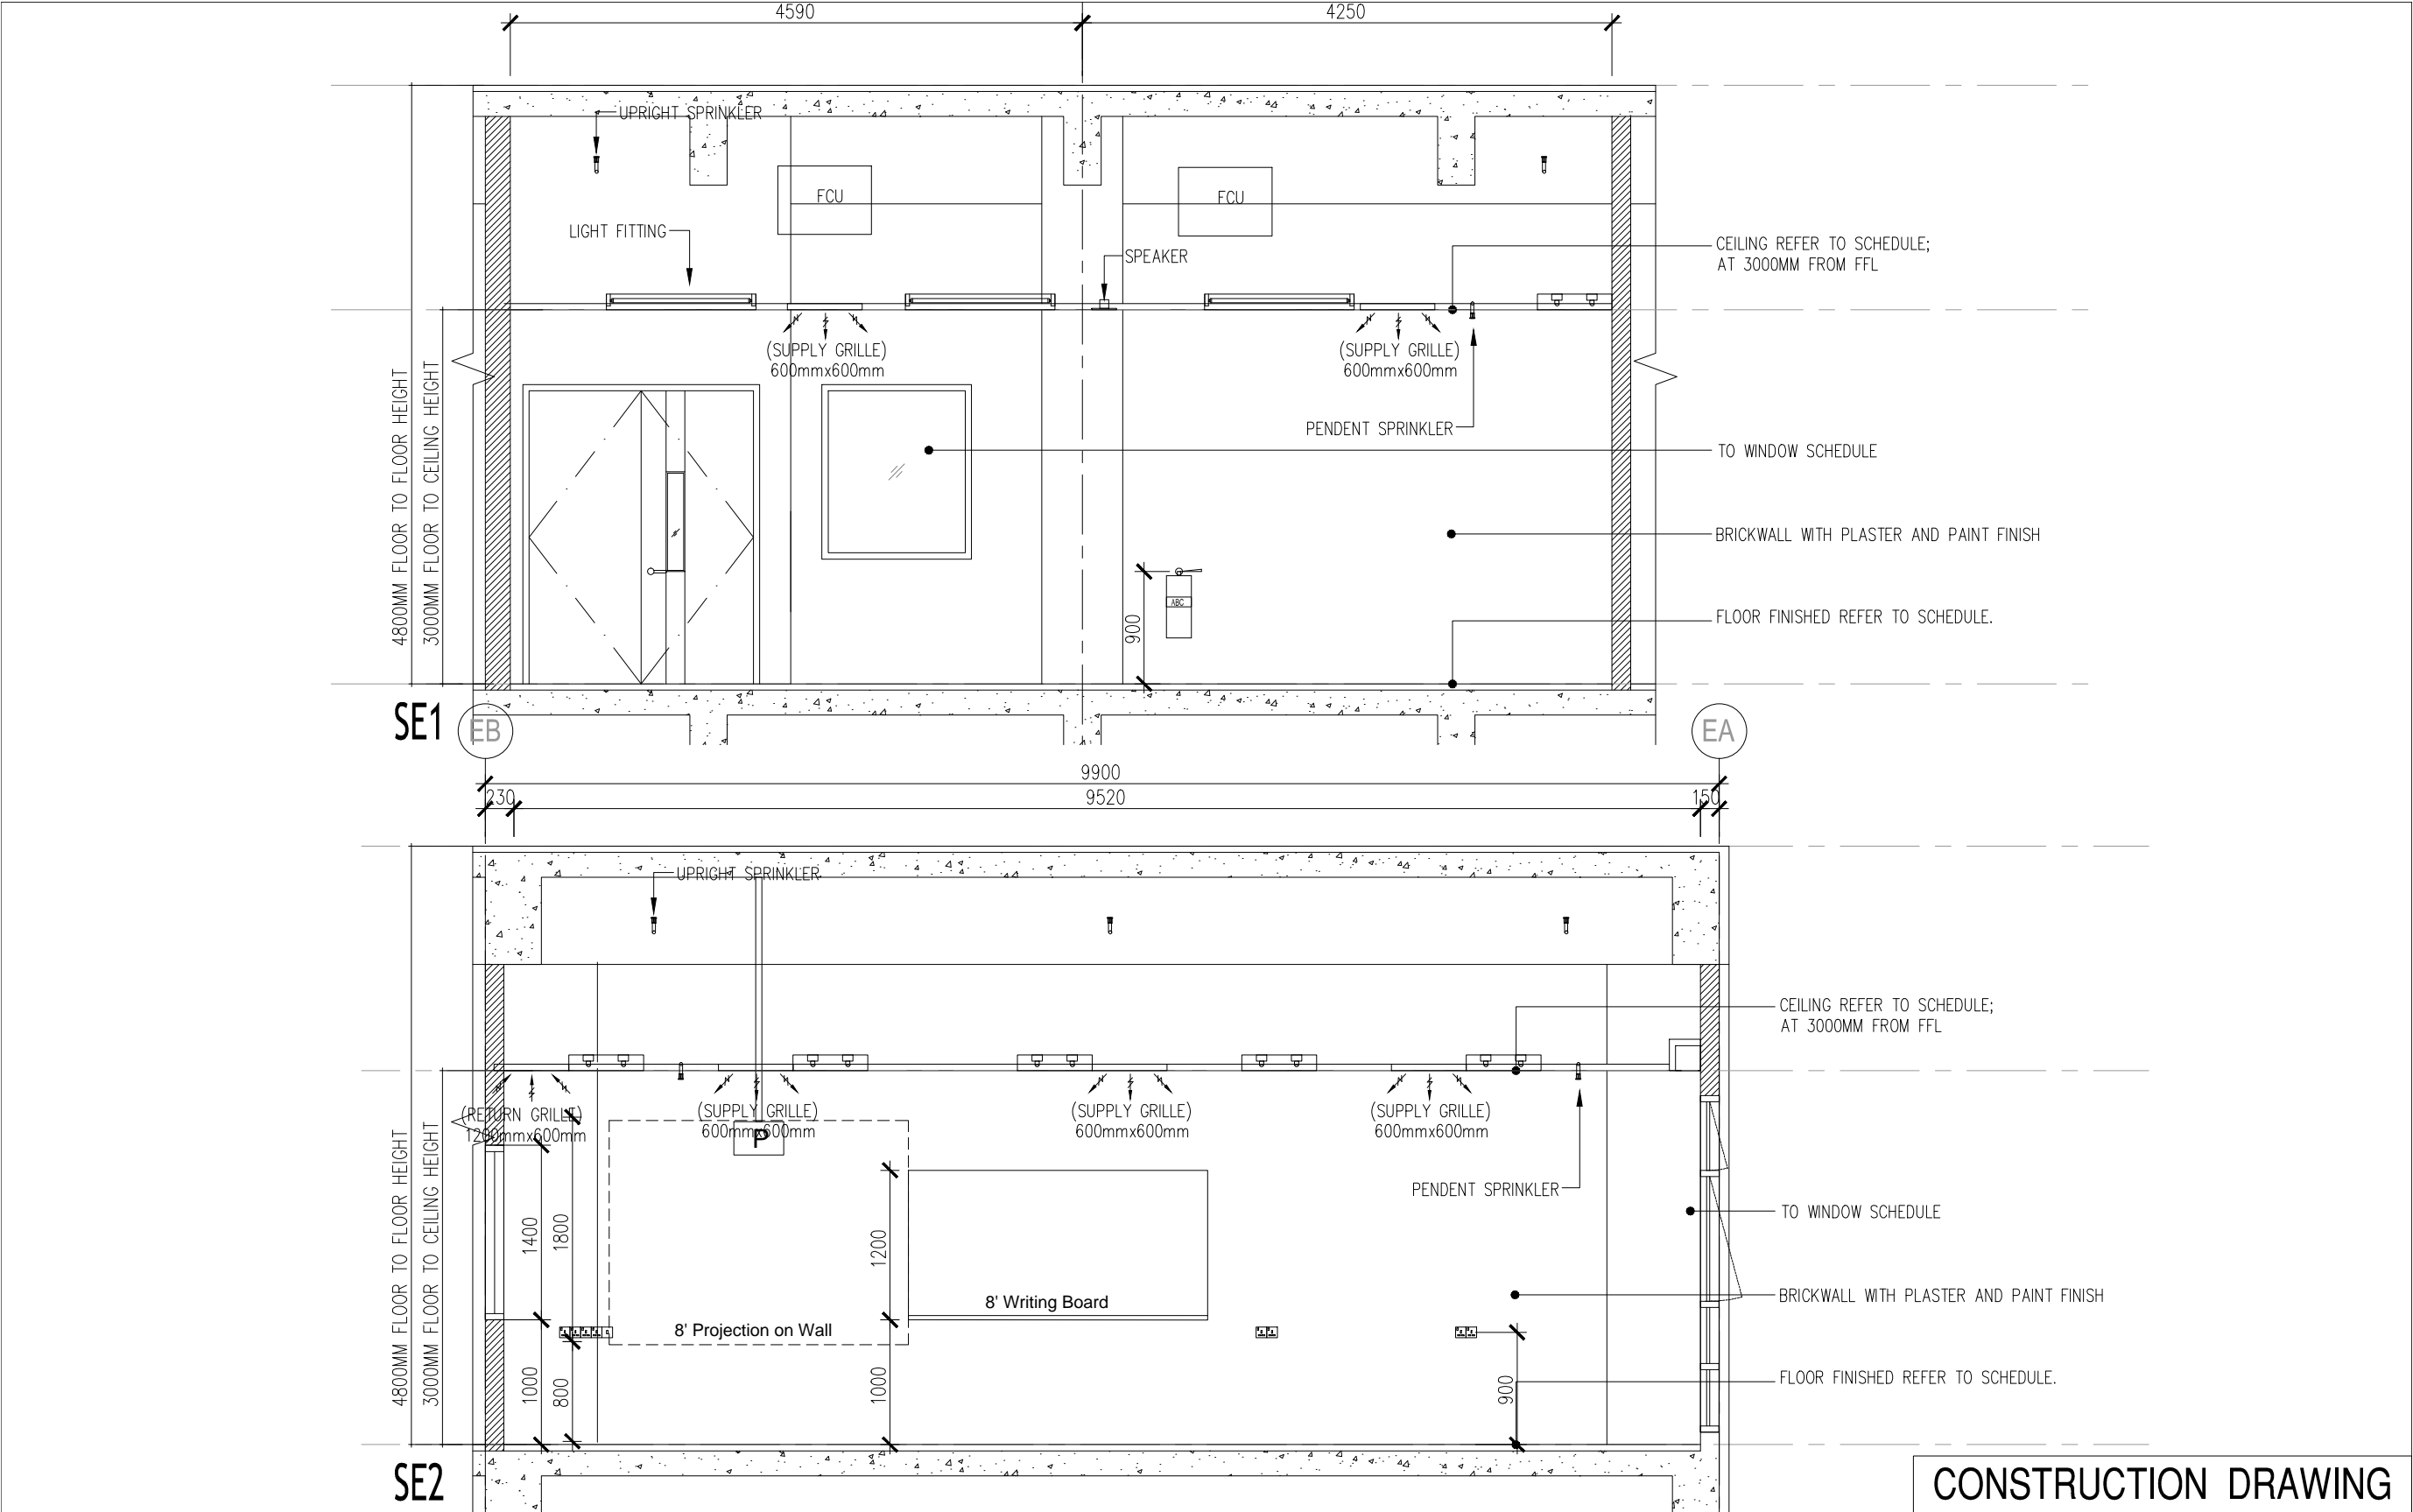 4590
4250
UPRIGHT SPRINKLER
FCU
FCU
LIGHT FITTING
SPEAKER
CEILING REFER TO SCHEDULE;
AT 3000MM FROM FFL
(SUPPLY GRILLE)
600mmx600mm
(SUPPLY GRILLE)
600mmx600mm
4800MM FLOOR TO FLOOR HEIGHT
3000MM FLOOR TO CEILING HEIGHT
PENDENT SPRINKLER
TO WINDOW SCHEDULE
BRICKWALL WITH PLASTER AND PAINT FINISH
ABC
900
FLOOR FINISHED REFER TO SCHEDULE.
SE1
EB
EA
9900
230
9520
150
UPRIGHT SPRINKLER
CEILING REFER TO SCHEDULE;
AT 3000MM FROM FFL
(RETURN GRILLE)
1200mmx600mm
(SUPPLY GRILLE)
600mmx600mm
(SUPPLY GRILLE)
600mmx600mm
(SUPPLY GRILLE)
600mmx600mm
P
4800MM FLOOR TO FLOOR HEIGHT
3000MM FLOOR TO CEILING HEIGHT
PENDENT SPRINKLER
TO WINDOW SCHEDULE
1400
1800
1200
8' Writing Board
BRICKWALL WITH PLASTER AND PAINT FINISH
8' Projection on Wall
1000
800
1000
900
FLOOR FINISHED REFER TO SCHEDULE.
SE2
CONSTRUCTION DRAWING